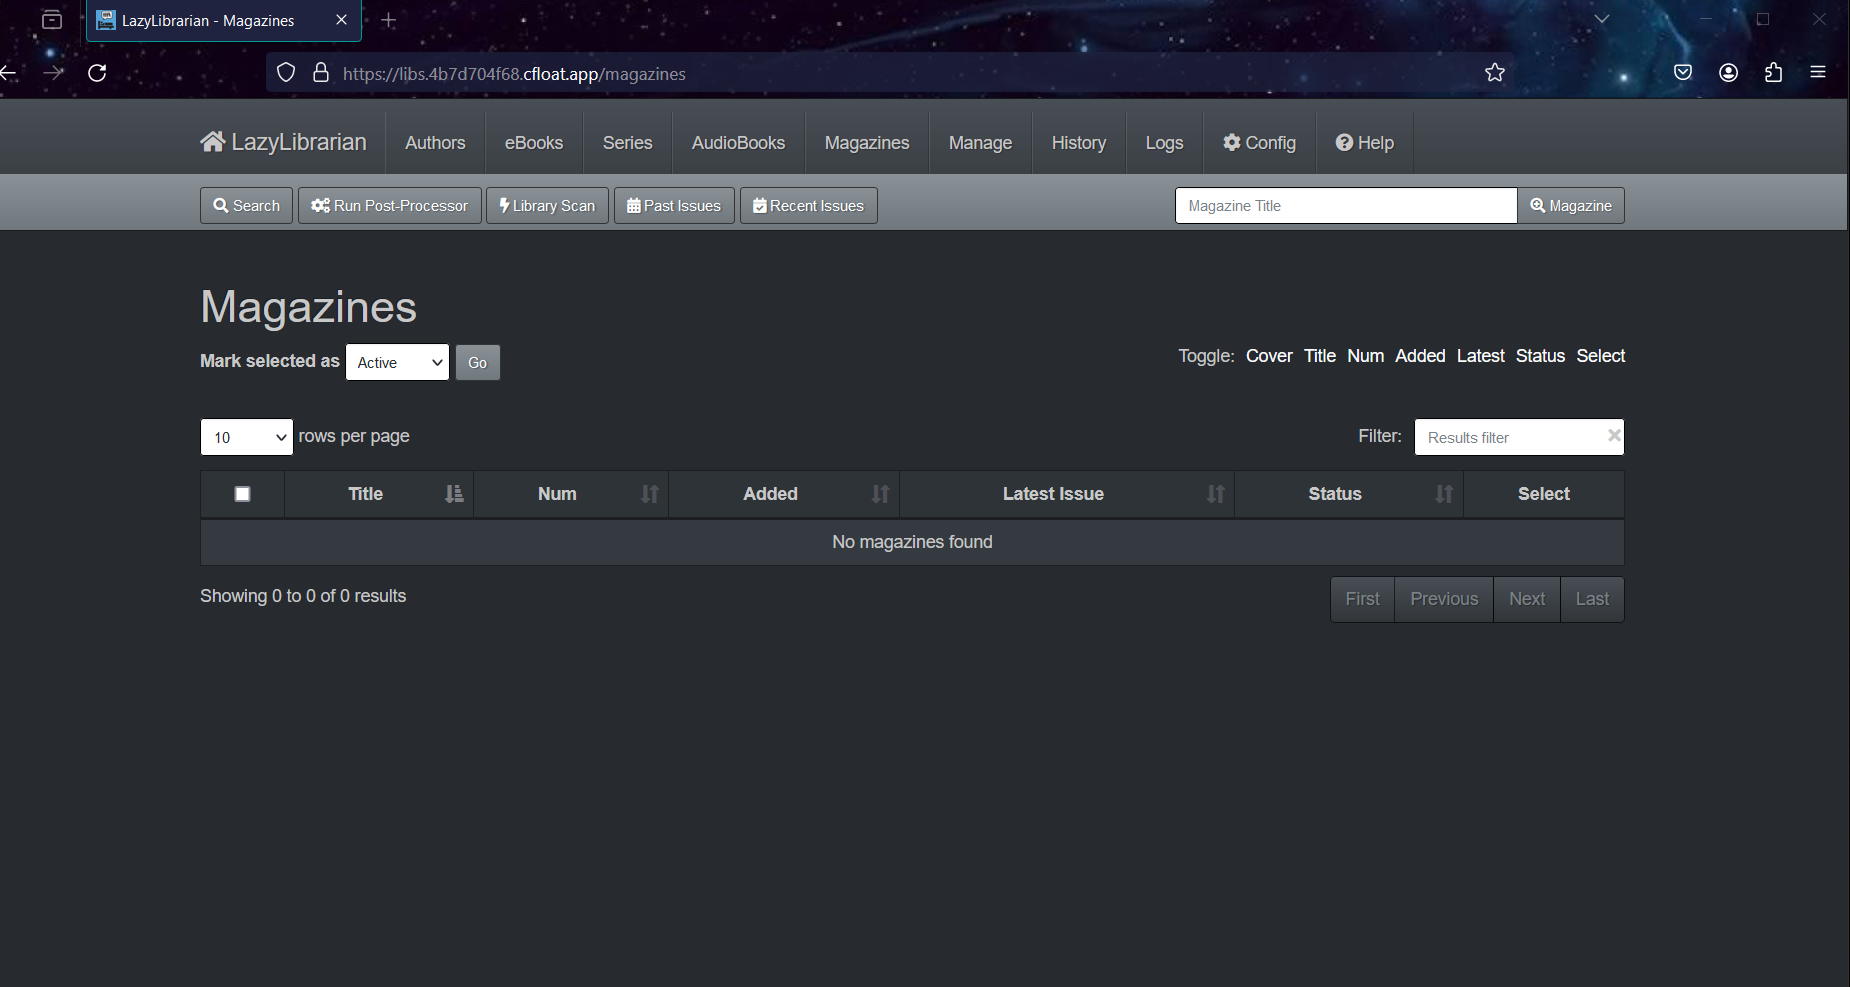 LazyLibrarian - Magazines
https://libs.4b7d704f68.cfloat.app/magazines
LazyLibrarian Authors eBooks Series AudioBooks Magazines Manage History Logs Config Help
Search Run Post-Processor Library Scan Past Issues Recent Issues Magazine Title Magazine
Magazines
Mark selected as Active Go Toggle: Cover Title Num Added Latest Status Select
10 rows per page Filter: Results filter
Title Num Added Latest Issue Status Select
No magazines found
Showing 0 to 0 of 0 results First Previous Next Last